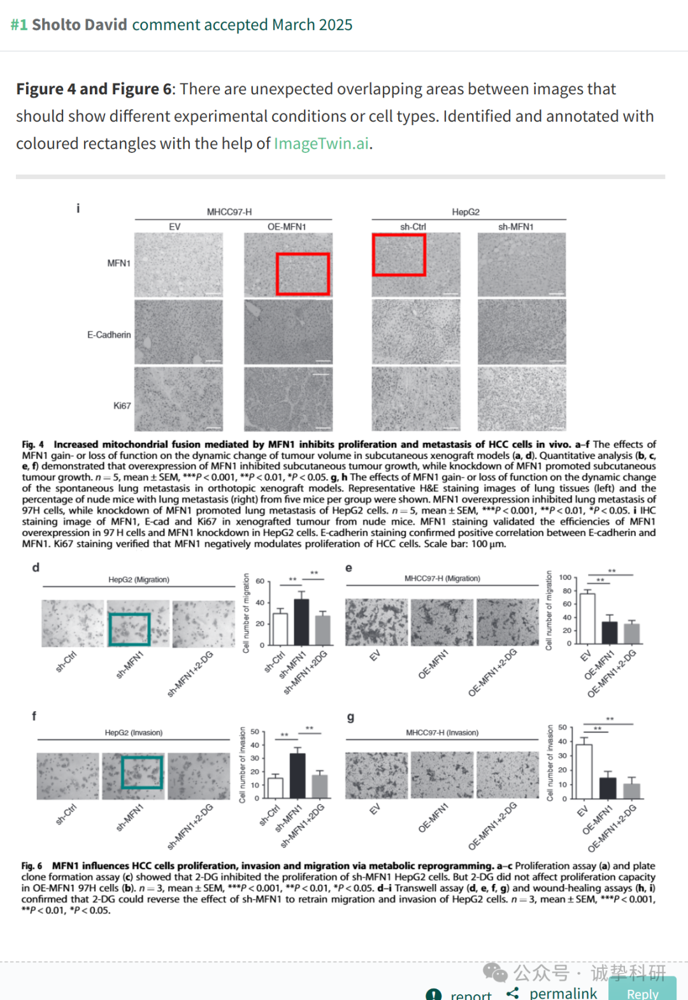 #1 Sholto David comment accepted March 2025
Figure 4 and Figure 6: There are unexpected overlapping areas between images that
should show different experimental conditions or cell types. Identified and annotated with
coloured rectangles with the help of ImageTwin.ai.
i
MHCC97-H
HepG2
EV
OE-MFN1
sh-Ctrl
sh-MFN1
MFN1
E-Cadherin
Ki67
Fig. 4 Increased mitochondrial fusion mediated by MFN1 inhibits proliferation and metastasis of HCC cells in vivo. a–f The effects of
MFN1 gain- or loss of function on the dynamic change of tumour volume in subcutaneous xenograft models (a, d). Quantitative analysis (b, c,
e, f) demonstrated that overexpression of MFN1 inhibited subcutaneous tumour growth, while knockdown of MFN1 promoted subcutaneous
tumour growth. n = 5, mean ± SEM, ***P < 0.001, **P < 0.01, *P < 0.05. g, h The effects of MFN1 gain- or loss of function on the dynamic change
of the spontaneous lung metastasis in orthotopic xenograft models. Representative H&E staining images of lung tissues (left) and the
percentage of nude mice with lung metastasis (right) from five mice per group were shown. MFN1 overexpression inhibited lung metastasis of
97H cells, while knockdown of MFN1 promoted lung metastasis of HepG2 cells. n = 5, mean ± SEM, ***P < 0.001, **P < 0.01, *P < 0.05. i IHC
staining image of MFN1, E-cad and Ki67 in xenografted tumour from nude mice. MFN1 staining validated the efficiencies of MFN1
overexpression in 97 H cells and MFN1 knockdown in HepG2 cells. E-cadherin staining confirmed positive correlation between E-cadherin and
MFN1. Ki67 staining verified that MFN1 negatively modulates proliferation of HCC cells. Scale bar: 100 μm.
d
HepG2 (Migration)
sh-Ctrl
sh-MFN1
sh-MFN1+2-DG
Cell number of migration
60
40
20
0
**
**
sh-Ctrl
sh-MFN1
sh-MFN1+2DG
e
MHCC97-H (Migration)
EV
OE-MFN1
OE-MFN1+2-DG
Cell number of migration
100
80
60
40
20
0
**
**
EV
OE-MFN1
OE-MFN1+2-DG
f
HepG2 (Invasion)
sh-Ctrl
sh-MFN1
sh-MFN1+2-DG
Cell number of invasion
50
40
30
20
10
0
**
**
sh-Ctrl
sh-MFN1
sh-MFN1+2DG
g
MHCC97-H (Invasion)
EV
OE-MFN1
OE-MFN1+2-DG
Cell number of invasion
50
40
30
20
10
0
**
**
EV
OE-MFN1
OE-MFN1+2-DG
Fig. 6 MFN1 influences HCC cells proliferation, invasion and migration via metabolic reprogramming. a–c Proliferation assay (a) and plate
clone formation assay (c) showed that 2-DG inhibited the proliferation of sh-MFN1 HepG2 cells. But 2-DG did not affect proliferation capacity
in OE-MFN1 97H cells (b). n = 3, mean ± SEM, ***P < 0.001, **P < 0.01, *P < 0.05. d–i Transwell assay (d, e, f, g) and wound-healing assays (h, i)
confirmed that 2-DG could reverse the effect of sh-MFN1 to retrain migration and invasion of HepG2 cells. n = 3, mean ± SEM, ***P < 0.001,
**P < 0.01, *P < 0.05.
公众号 · 诚挚科研
report
permalink
Reply